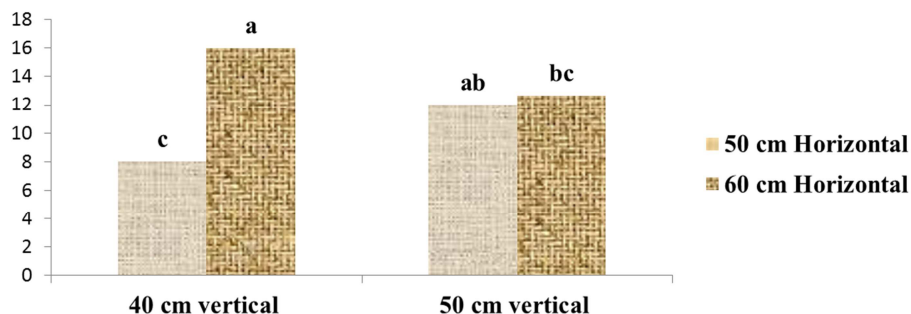 18
16
14
12
10
8
6
4
2
0
a
c
ab
bc
40 cm vertical
50 cm vertical
50 cm Horizontal
60 cm Horizontal